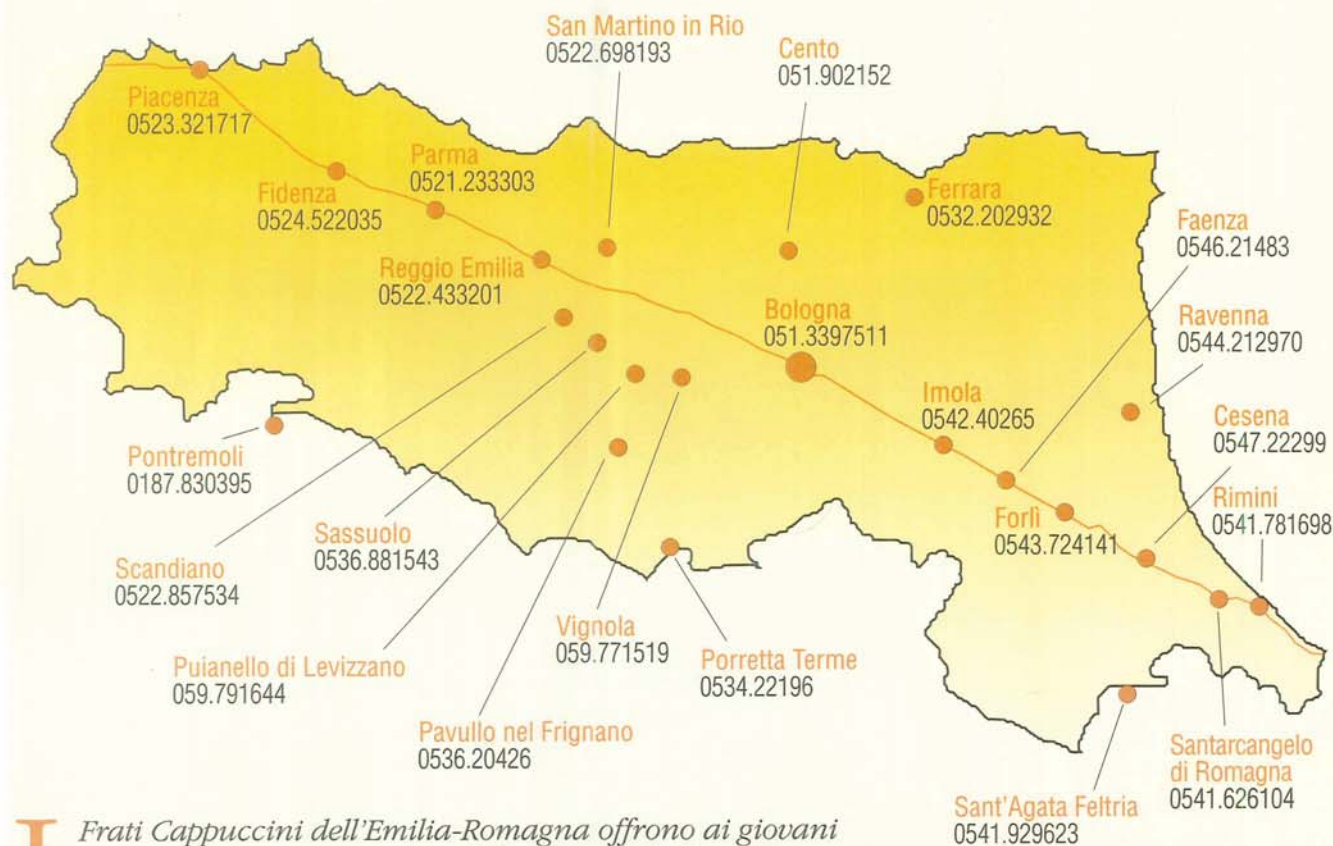 San Martino in Rio
0522.698193
Cento
051.902152
Piacenza
0523.321717
Parma
0521.233303
Fidenza
0524.522035
Ferrara
0532.202932
Faenza
0546.21483
Reggio Emilia
0522.433201
Bologna
051.3397511
Ravenna
0544.212970
Imola
0542.40265
Cesena
0547.22299
Pontremoli
0187.830395
Rimini
0541.781698
Forlì
0543.724141
Sassuolo
0536.881543
Scandiano
0522.857534
Vignola
059.771519
Porretta Terme
0534.22196
Puianello di Levizzano
059.791644
Pavullo nel Frignano
0536.20426
Santarcangelo
di Romagna
0541.626104
Sant'Agata Feltria
0541.929623
I Frati Cappuccini dell'Emilia-Romagna offrono ai giovani